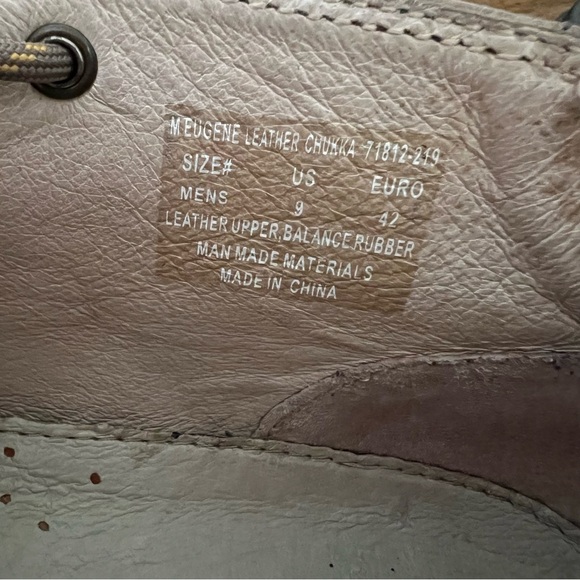 M EUGENE LEATHER CHUKKA 71812-219
SIZE# US EURO
MENS 9 42
LEATHER UPPER,BALANCE RUBBER
MAN MADE MATERIALS
MADE IN CHINA